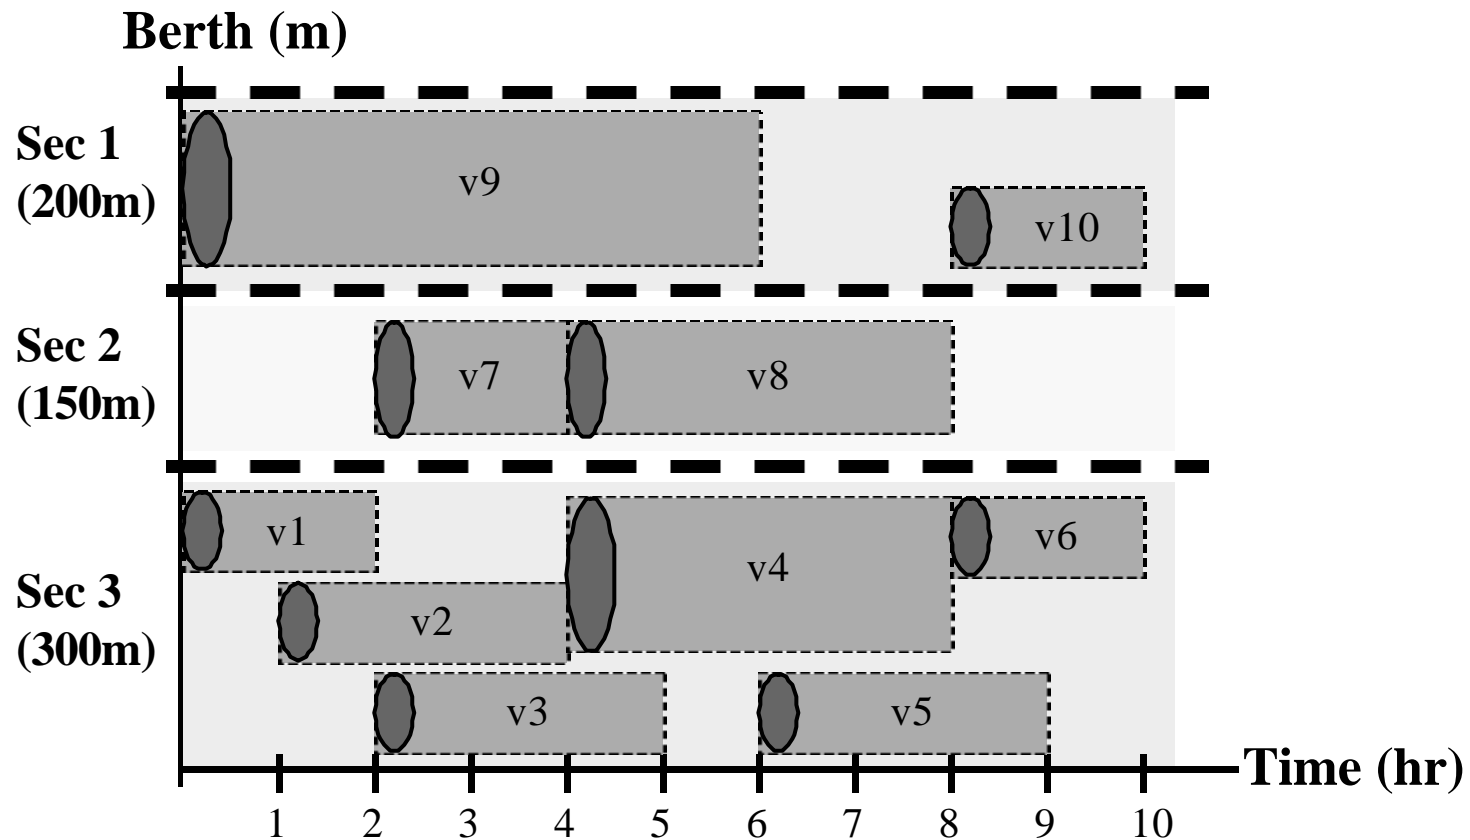 Berth (m)
Sec 1
(200m)
v9
v10
Sec 2
(150m)
v7
v8
Sec 3
(300m)
v1
v2
v3
v4
v5
v6
Time (hr)
1 2 3 4 5 6 7 8 9 10